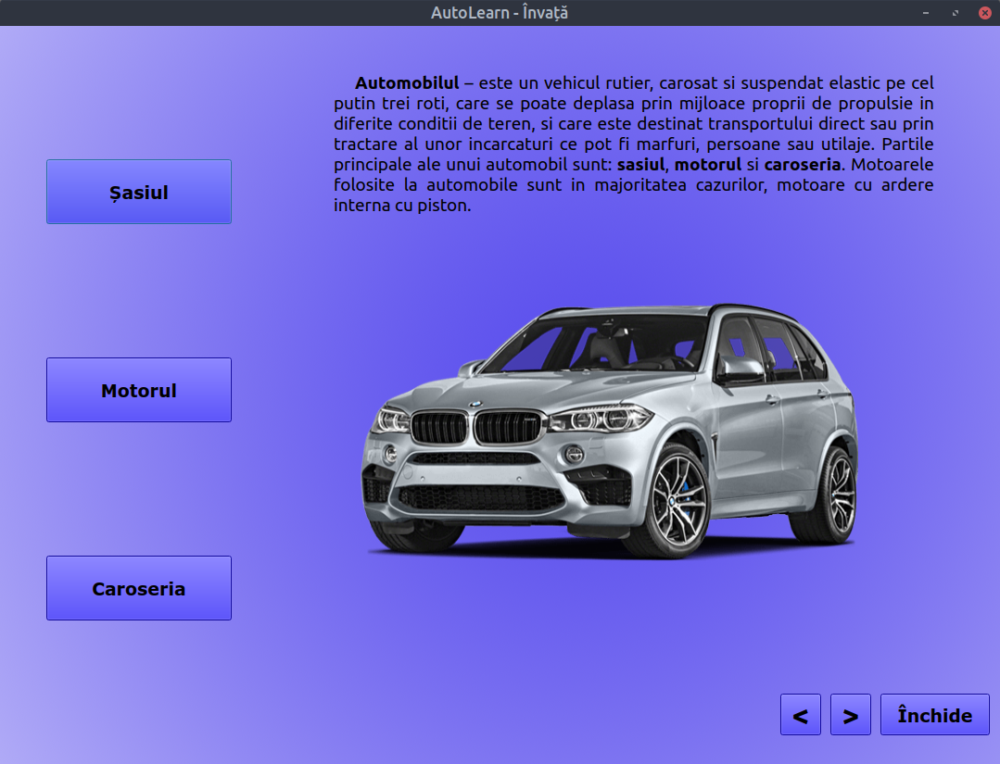 AutoLearn - Învață
Automobilul – este un vehicul rutier, carosat si suspendat elastic pe cel
putin trei roti, care se poate deplasa prin mijloace proprii de propulsie in
diferite conditii de teren, si care este destinat transportului direct sau prin
tractare al unor incarcaturi ce pot fi marfuri, persoane sau utilaje. Partile
principale ale unui automobil sunt: sasiul, motorul si caroseria. Motoarele
folosite la automobile sunt in majoritatea cazurilor, motoare cu ardere
interna cu piston.
Șasiul
Motorul
Caroseria
< > Închide